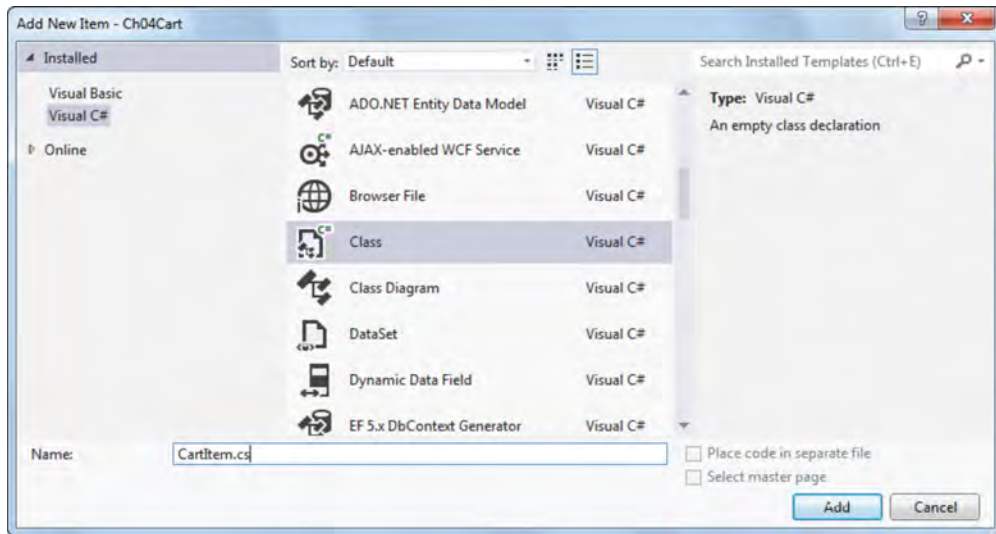 Add New Item - Ch04Cart
Installed
Visual Basic
Visual C#
Online
Sort by: Default
Search Installed Templates (Ctrl+E)
ADO.NET Entity Data Model Visual C#
AJAX-enabled WCF Service Visual C#
Browser File Visual C#
Class Visual C#
Class Diagram Visual C#
DataSet Visual C#
Dynamic Data Field Visual C#
EF 5.x DbContext Generator Visual C#
Type: Visual C#
An empty class declaration
Name: CartItem.cs
Place code in separate file
Select master page
Add Cancel